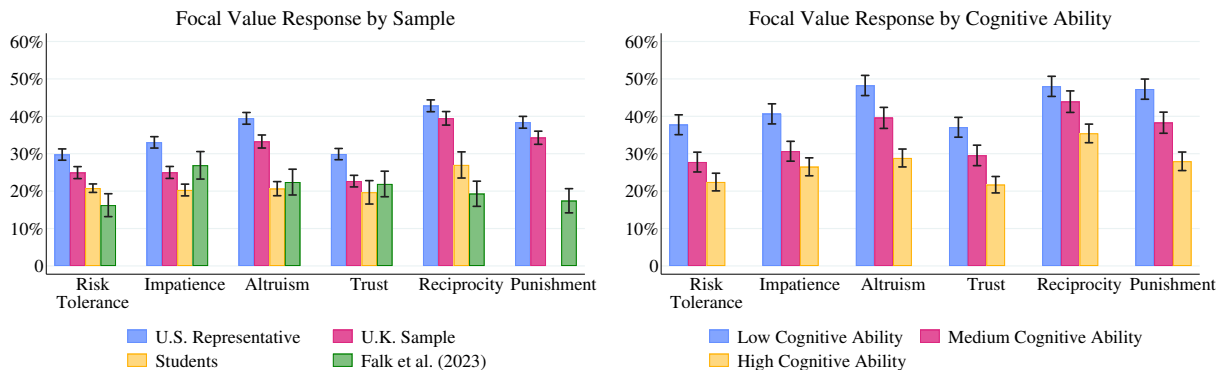 Focal Value Response by Sample
60%
50%
40%
30%
20%
10%
0
Risk
Tolerance
Impatience
Altruism
Trust
Reciprocity
Punishment
U.S. Representative
U.K. Sample
Students
Falk et al. (2023)
Focal Value Response by Cognitive Ability
60%
50%
40%
30%
20%
10%
0
Risk
Tolerance
Impatience
Altruism
Trust
Reciprocity
Punishment
Low Cognitive Ability
Medium Cognitive Ability
High Cognitive Ability